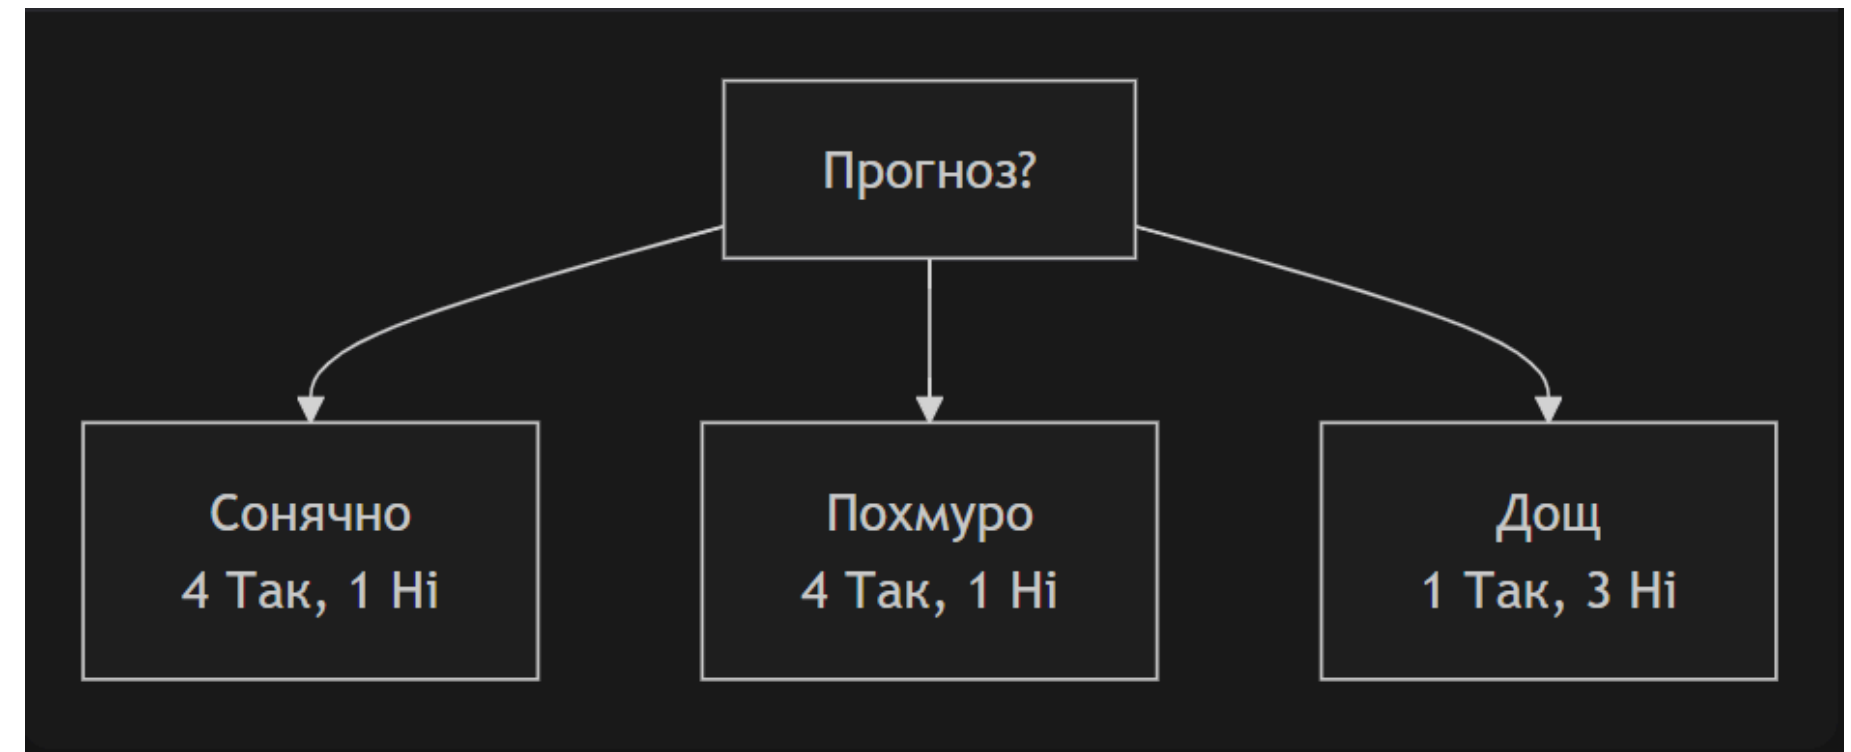 Прогноз?
Сонячно
4 Так, 1 Ні
Похмуро
4 Так, 1 Ні
Дощ
1 Так, 3 Ні